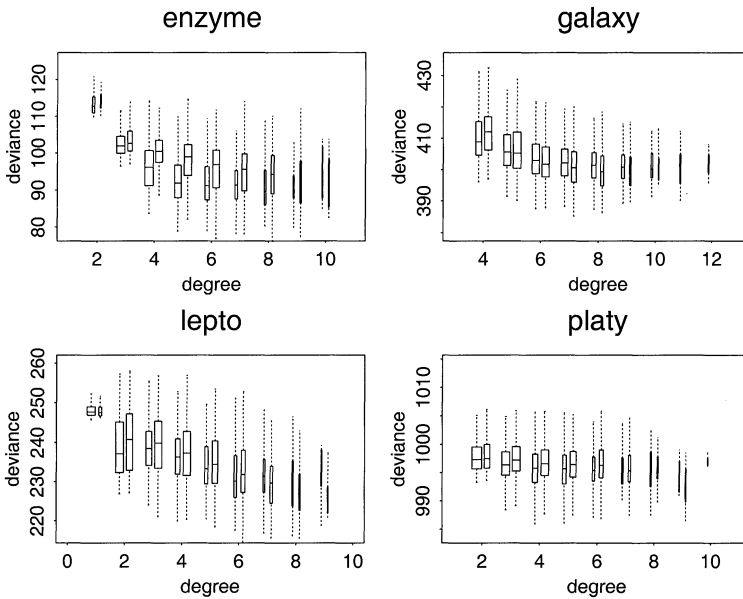 enzyme
deviance
120
110
100
90
80
2 4 6 8 10
degree
galaxy
deviance
430
410
390
4 6 8 10 12
degree
lepto
deviance
260
250
240
230
220
0 2 4 6 8 10
degree
platy
deviance
1010
1000
990
2 4 6 8 10
degree